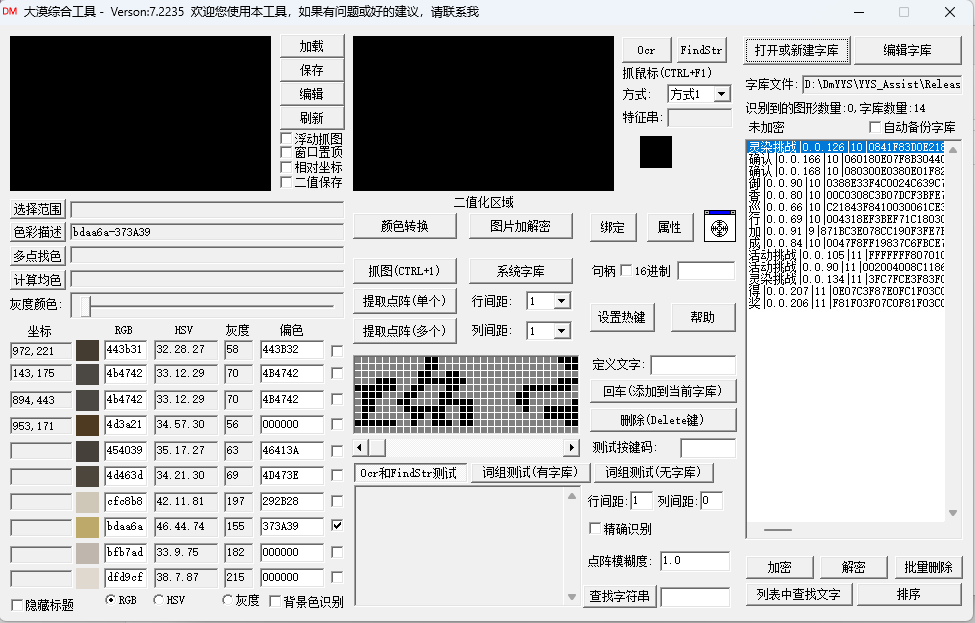 DM 大漠综合工具 - Verson:7.2235 欢迎您使用本工具，如果有问题或好的建议，请联系我
加载
保存
编辑
刷新
浮动抓图
窗口置顶
相对坐标
二值保存
选择范围
色彩描述 bdaa6a-373A39
多点找色
计算均色
灰度颜色:
坐标 RGB HSV 灰度 偏色
972,221 443b31 32.28.27 58 443B32
143,175 4b4742 33.12.29 70 4B4742
894,443 4b4742 33.12.29 70 4B4742
953,171 4d3a21 34.57.30 56 000000
454039 35.17.27 63 46413A
4d463d 34.21.30 69 4D473E
cfc8b8 42.11.81 197 292B28
bdaa6a 46.44.74 155 373A39
bfb7ad 33.9.75 182 000000
dfd9cf 38.7.87 215 000000
隐藏标题 RGB HSV 灰度 背景色识别
二值化区域
颜色转换 图片加解密
抓图(CTRL+1) 系统字库
提取点阵(单个) 行间距: 1
提取点阵(多个) 列间距: 1
Ocr和FindStr测试 词组测试(有字库) 词组测试(无字库)
Ocr FindStr
抓鼠标(CTRL+F1)
方式: 方式1
特征串:
绑定 属性
句柄 16进制
设置热键 帮助
定义文字:
回车(添加到当前字库)
删除(Delete键)
测试按键码:
行间距: 1 列间距: 0
精确识别
点阵模糊度: 1.0
查找字符串
打开或新建字库 编辑字库
字库文件: D:\DmYYS\YYS_Assist\Releas
识别到的图形数量:0,字库数量:14
未加密 自动备份字库
灵染挑战|0.0.126|10|0841F83D0E218
确认|0.0.166|10|060180E07F8B30440
确认|0.0.168|10|080300E0380E01F82
御|0.0.90|10|0388E33F4C0024C639C7
查|0.0.80|10|00C0308C3B07DCF3BFE7
巡|0.0.66|10|C21843F8410030061CE3
行|0.0.69|10|004318EF3BEF71C18030
加|0.0.91|9|871BC3E078CC190F3FE7
成|0.0.84|10|0047F8FF19837C6FBCE7
活动挑战|0.0.105|11|FFFFFFF807010
活动挑战|0.0.90|11|002004008C1186
灵染挑战|0.0.134|11|3FC7FCE3F83F0
得|0.0.207|11|0E07C3F87E0FC1F03C0
奖|0.0.206|11|F81F03F07C0F81F03C0
加密 解密 批量删除
列表中查找文字 排序